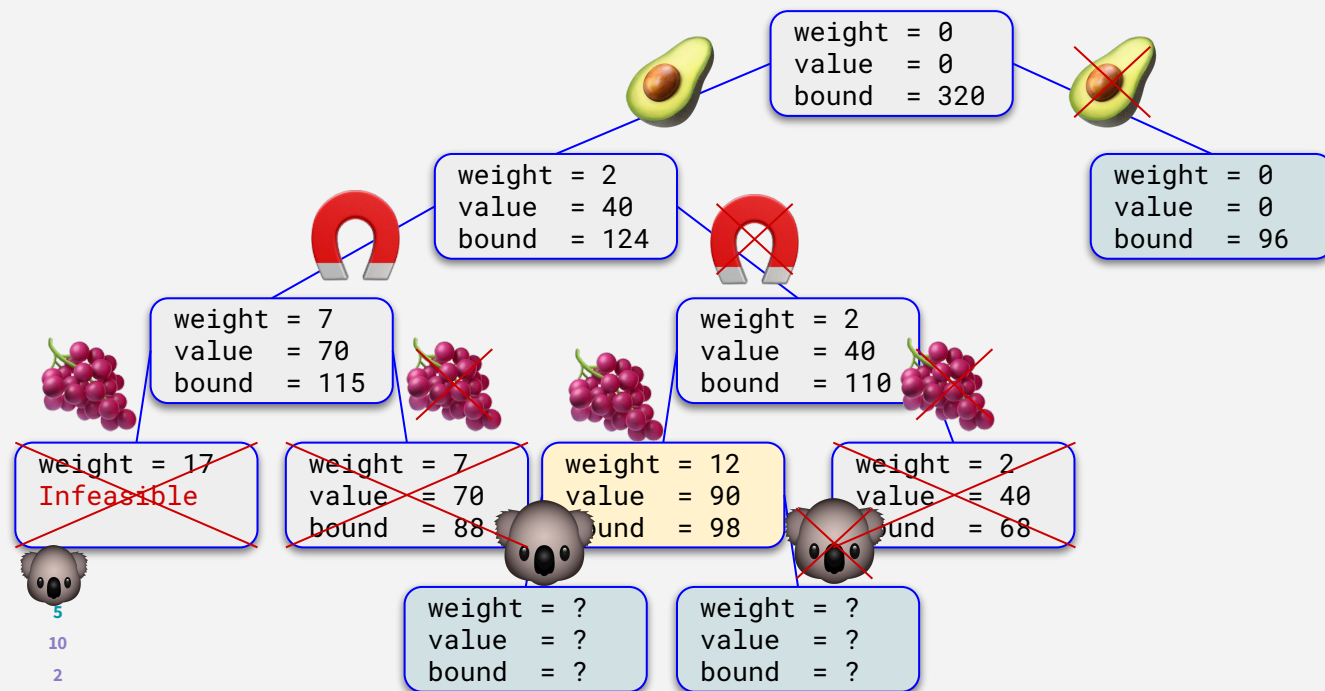 weight = 0
value  = 0
bound  = 320
weight = 2
value  = 40
bound  = 124
weight = 0
value  = 0
bound  = 96
weight = 7
value  = 70
bound  = 115
weight = 2
value  = 40
bound  = 110
weight = 17
Infeasible
weight = 7
value  = 70
bound  = 88
weight = 12
value  = 90
bound  = 98
weight = 2
value  = 40
bound  = 68
5
10
2
weight = ?
value  = ?
bound  = ?
weight = ?
value  = ?
bound  = ?